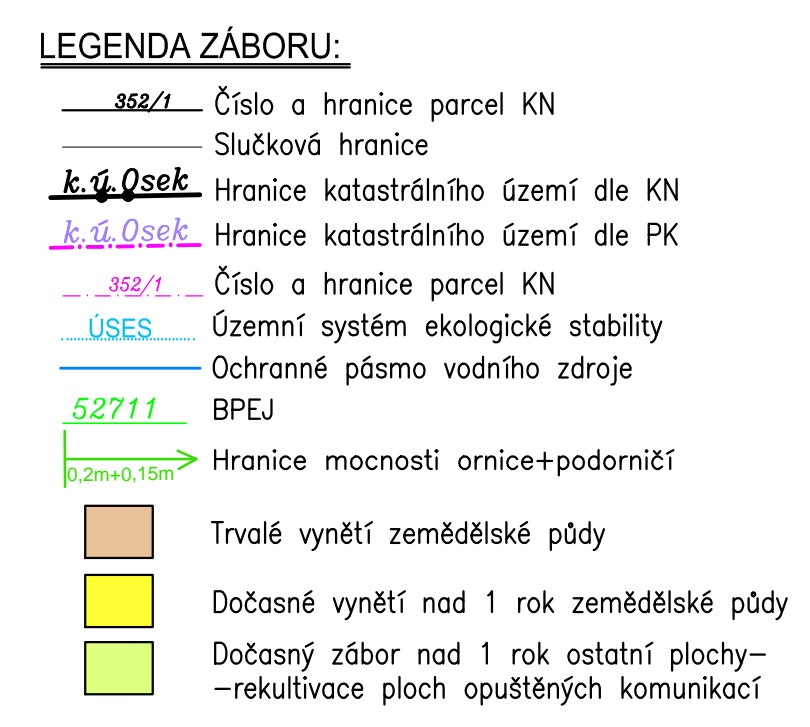 LEGENDA ZÁBORU:
352/1 Číslo a hranice parcel KN
Slučková hranice
k.ú.Osek Hranice katastrálního území dle KN
k.ú.Osek Hranice katastrálního území dle PK
352/1 Číslo a hranice parcel KN
ÚSES Územní systém ekologické stability
Ochranné pásmo vodního zdroje
52711 BPEJ
0,2m+0,15m Hranice mocnosti ornice+podorničí
Trvalé vynětí zemědělské půdy
Dočasné vynětí nad 1 rok zemědělské půdy
Dočasný zábor nad 1 rok ostatní plochy-
-rekultivace ploch opuštěných komunikací